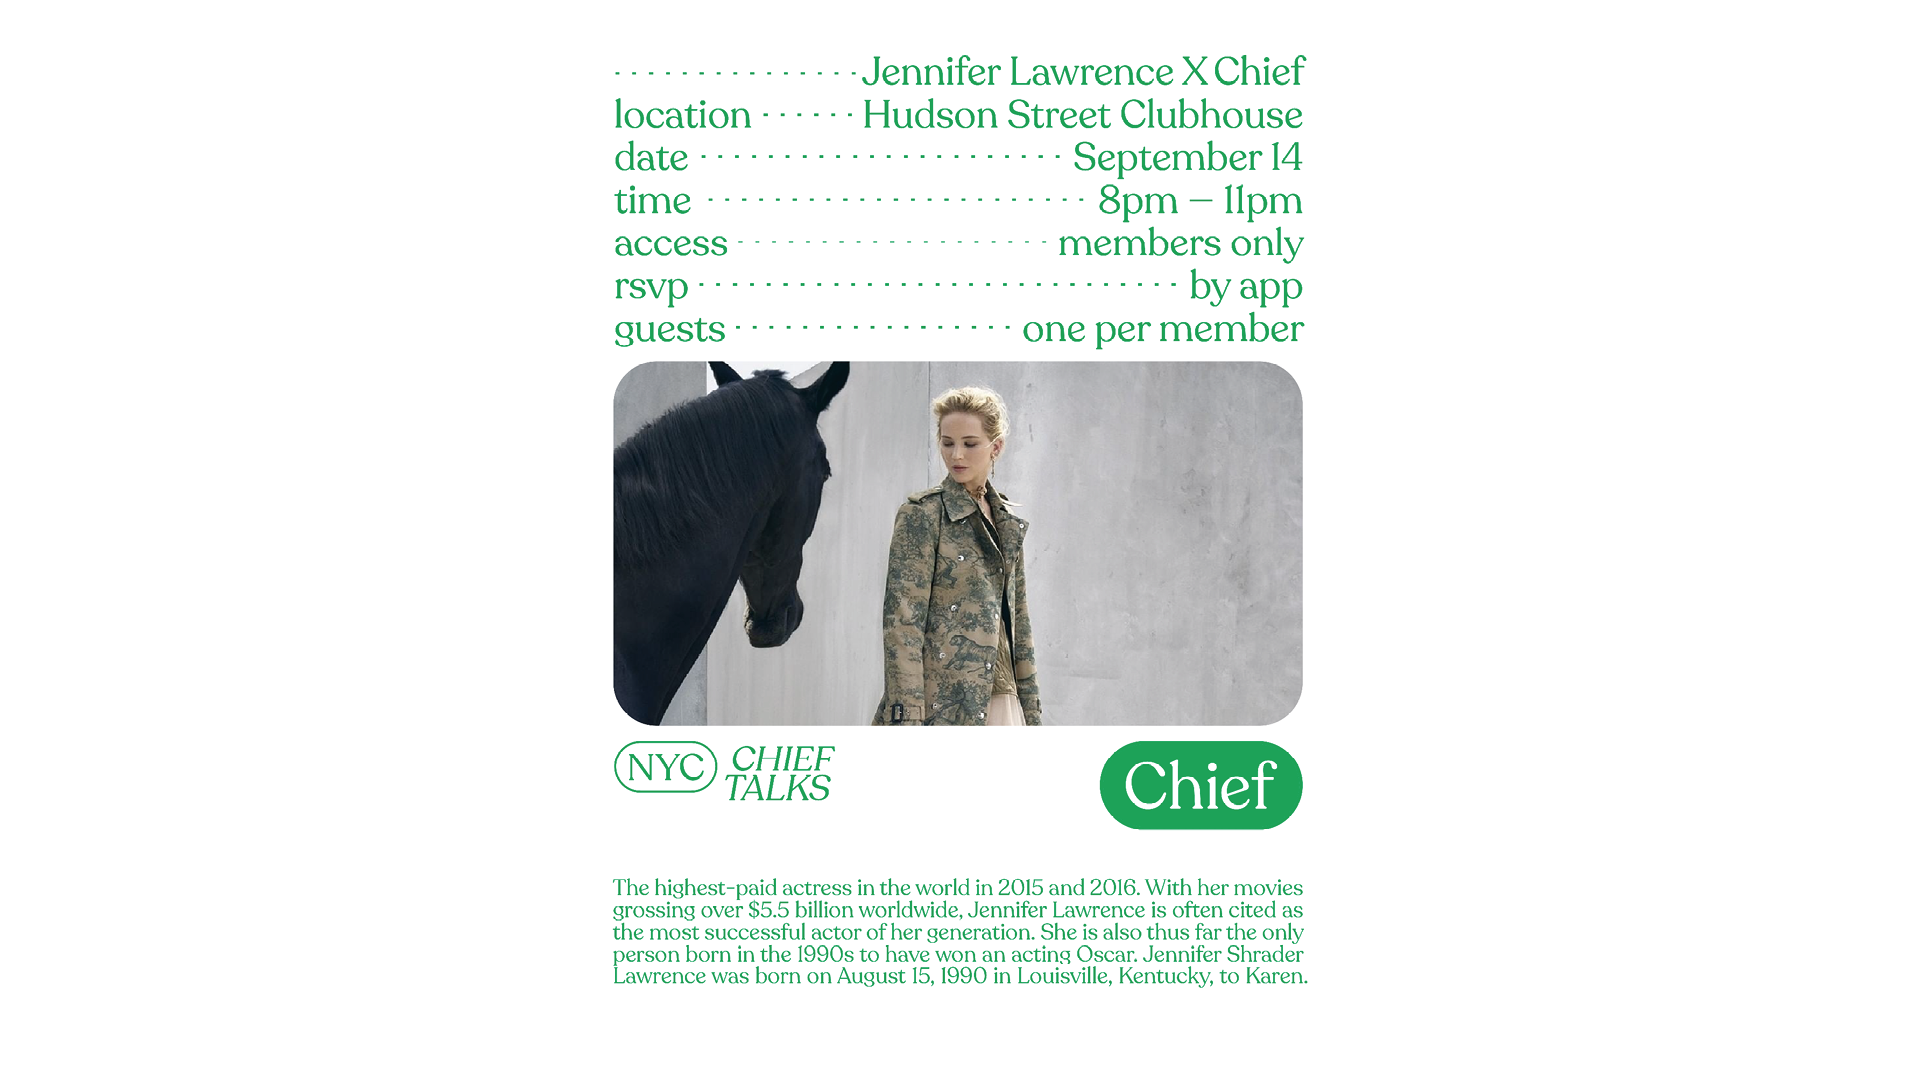 Jennifer Lawrence X Chief
location Hudson Street Clubhouse
date September 14
time 8pm – 11pm
access members only
rsvp by app
guests one per member
NYC CHIEF TALKS
Chief
The highest-paid actress in the world in 2015 and 2016. With her movies
grossing over $5.5 billion worldwide, Jennifer Lawrence is often cited as
the most successful actor of her generation. She is also thus far the only
person born in the 1990s to have won an acting Oscar. Jennifer Shrader
Lawrence was born on August 15, 1990 in Louisville, Kentucky, to Karen.